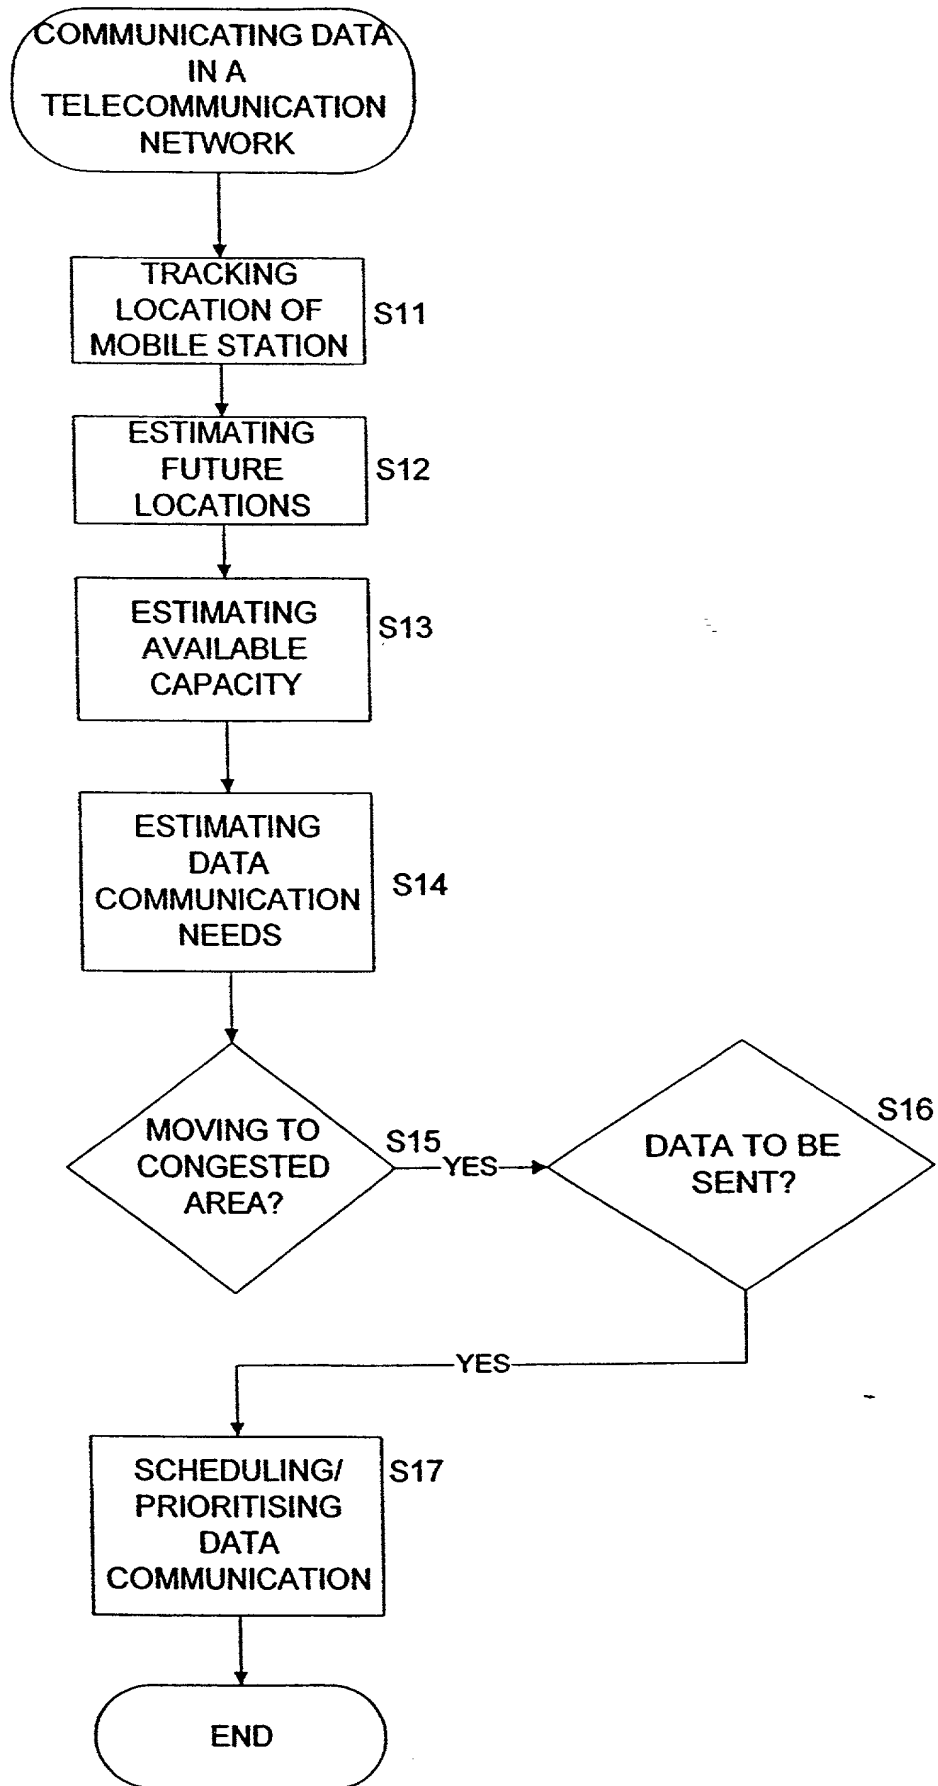 COMMUNICATING DATA
IN A
TELECOMMUNICATION
NETWORK
TRACKING
LOCATION OF
MOBILE STATION
S11
ESTIMATING
FUTURE
LOCATIONS
S12
ESTIMATING
AVAILABLE
CAPACITY
S13
ESTIMATING
DATA
COMMUNICATION
NEEDS
S14
MOVING TO
CONGESTED
AREA?
S15
YES
DATA TO BE
SENT?
S16
YES
SCHEDULING/
PRIORITISING
DATA
COMMUNICATION
S17
END